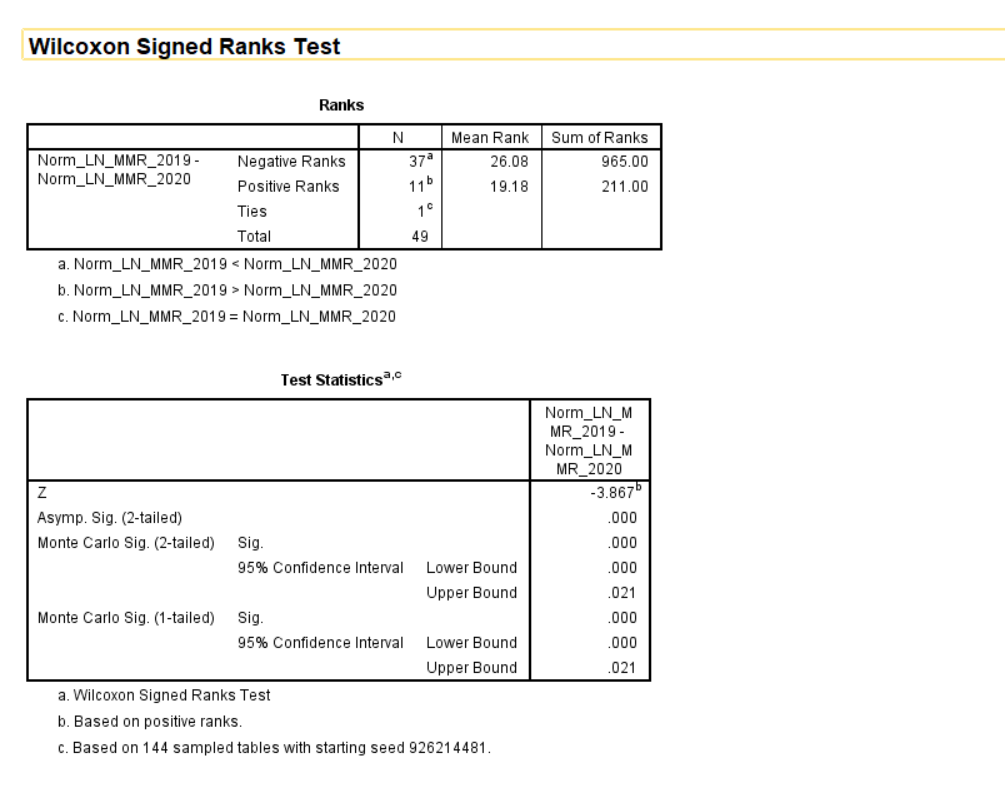 Wilcoxon Signed Ranks Test
Ranks
N Mean Rank Sum of Ranks
Norm_LN_MMR_2019 - Norm_LN_MMR_2020 Negative Ranks 37a 26.08 965.00
Positive Ranks 11b 19.18 211.00
Ties 1c
Total 49
a. Norm_LN_MMR_2019 < Norm_LN_MMR_2020
b. Norm_LN_MMR_2019 > Norm_LN_MMR_2020
c. Norm_LN_MMR_2019 = Norm_LN_MMR_2020
Test Statisticsa,c
Norm_LN_M
MR_2019 -
Norm_LN_M
MR_2020
Z -3.867b
Asymp. Sig. (2-tailed) .000
Monte Carlo Sig. (2-tailed) Sig. .000
95% Confidence Interval Lower Bound .000
Upper Bound .021
Monte Carlo Sig. (1-tailed) Sig. .000
95% Confidence Interval Lower Bound .000
Upper Bound .021
a. Wilcoxon Signed Ranks Test
b. Based on positive ranks.
c. Based on 144 sampled tables with starting seed 926214481.